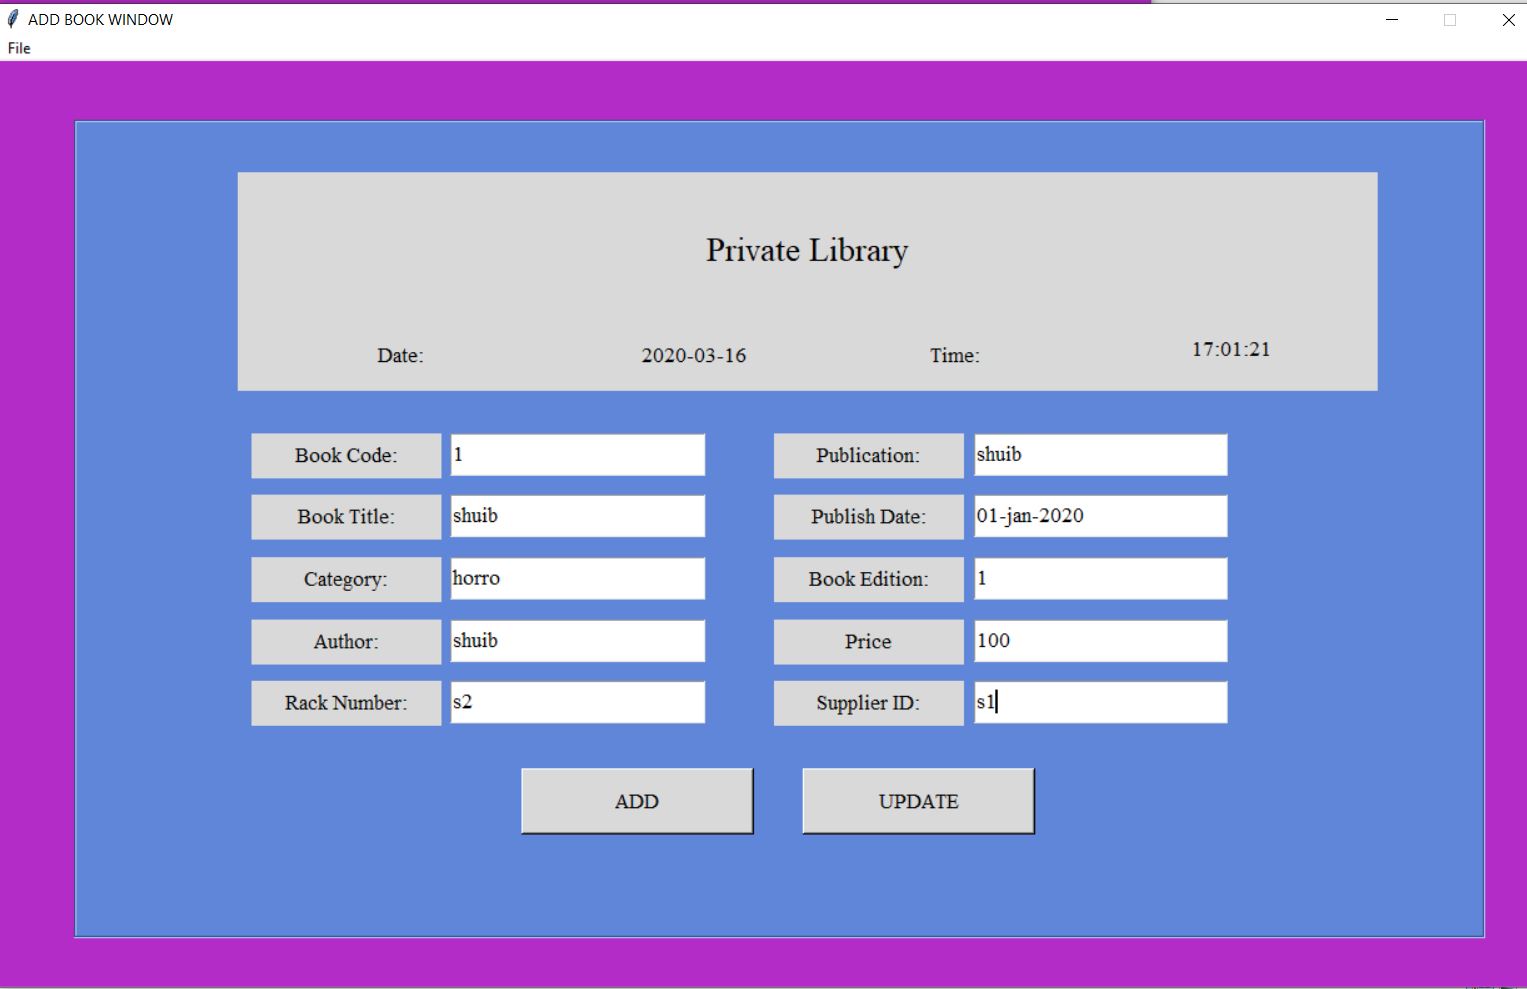 ADD BOOK WINDOW
File
Private Library
Date: 2020-03-16 Time: 17:01:21
Book Code: 1 Publication: shuib
Book Title: shuib Publish Date: 01-jan-2020
Category: horro Book Edition: 1
Author: shuib Price 100
Rack Number: s2 Supplier ID: s1
ADD UPDATE